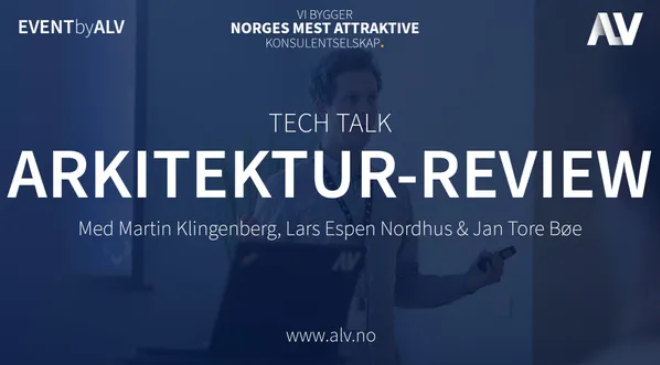 EVENTbyALV
VI BYGGER
NORGES MEST ATTRAKTIVE
KONSULENTSELSKAP.
ALV
TECH TALK
ARKITEKTUR-REVIEW
Med Martin Klingenberg, Lars Espen Nordhus & Jan Tore Bøe
www.alv.no